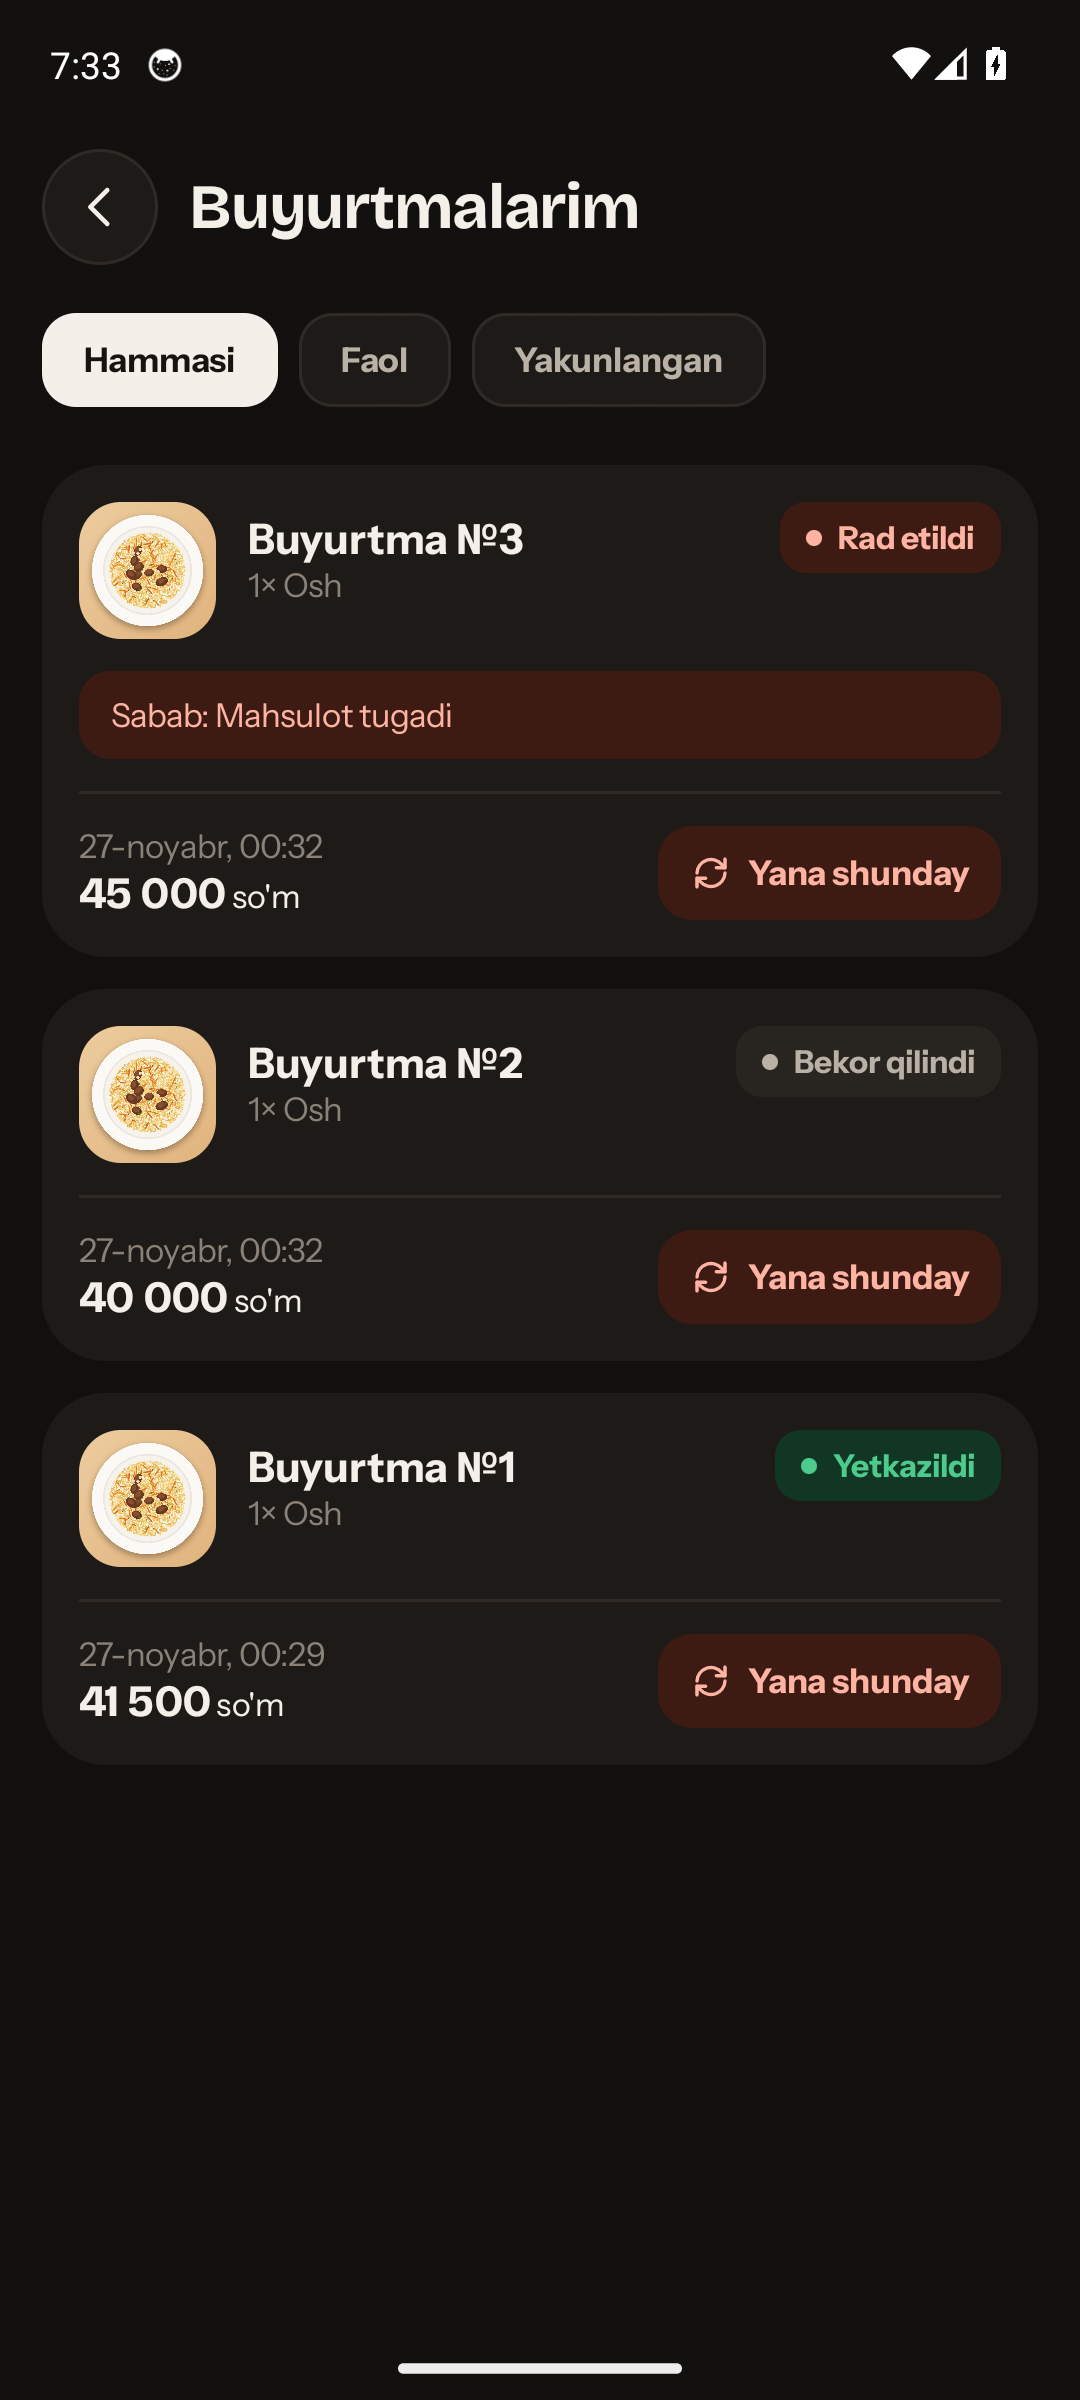 7:33
Buyurtmalarim
Hammasi
Faol
Yakunlangan
Buyurtma №3
Rad etildi
1× Osh
Sabab: Mahsulot tugadi
27-noyabr, 00:32
45 000 so'm
Yana shunday
Buyurtma №2
Bekor qilindi
1× Osh
27-noyabr, 00:32
40 000 so'm
Yana shunday
Buyurtma №1
Yetkazildi
1× Osh
27-noyabr, 00:29
41 500 so'm
Yana shunday